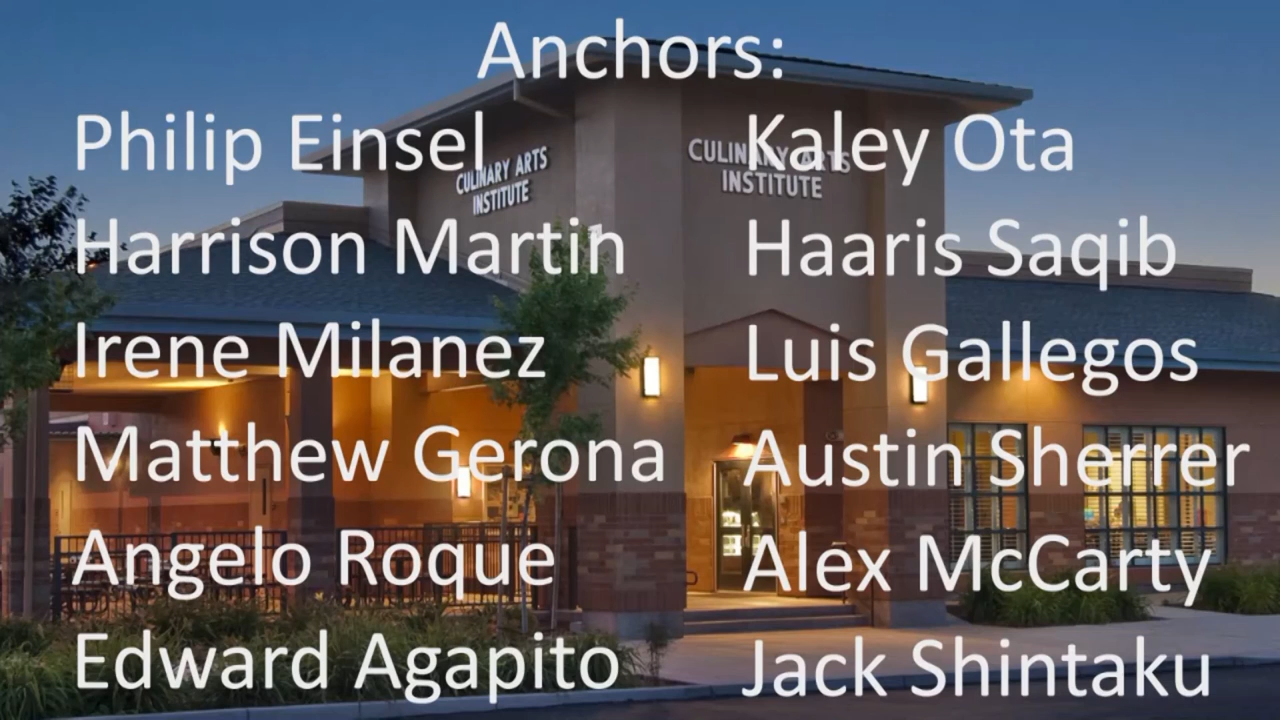 Anchors:
Philip Einsel
Harrison Martin
Irene Milanez
Matthew Gerona
Angelo Roque
Edward Agapito
Kaley Ota
Haaris Saqib
Luis Gallegos
Austin Sherrer
Alex McCarty
Jack Shintaku
CULINARY ARTS
INSTITUTE
CULINARY ARTS
INSTITUTE